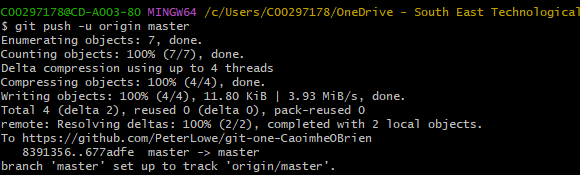 C00297178@CD-A003-80 MINGW64 /c/Users/C00297178/OneDrive - South East Technological
$ git push -u origin master
Enumerating objects: 7, done.
Counting objects: 100% (7/7), done.
Delta compression using up to 4 threads
Compressing objects: 100% (4/4), done.
Writing objects: 100% (4/4), 11.80 KiB | 3.93 MiB/s, done.
Total 4 (delta 2), reused 0 (delta 0), pack-reused 0
remote: Resolving deltas: 100% (2/2), completed with 2 local objects.
To https://github.com/PeterLowe/git-one-CaoimheOBrien
   8391356..677adfe  master -> master
branch 'master' set up to track 'origin/master'.